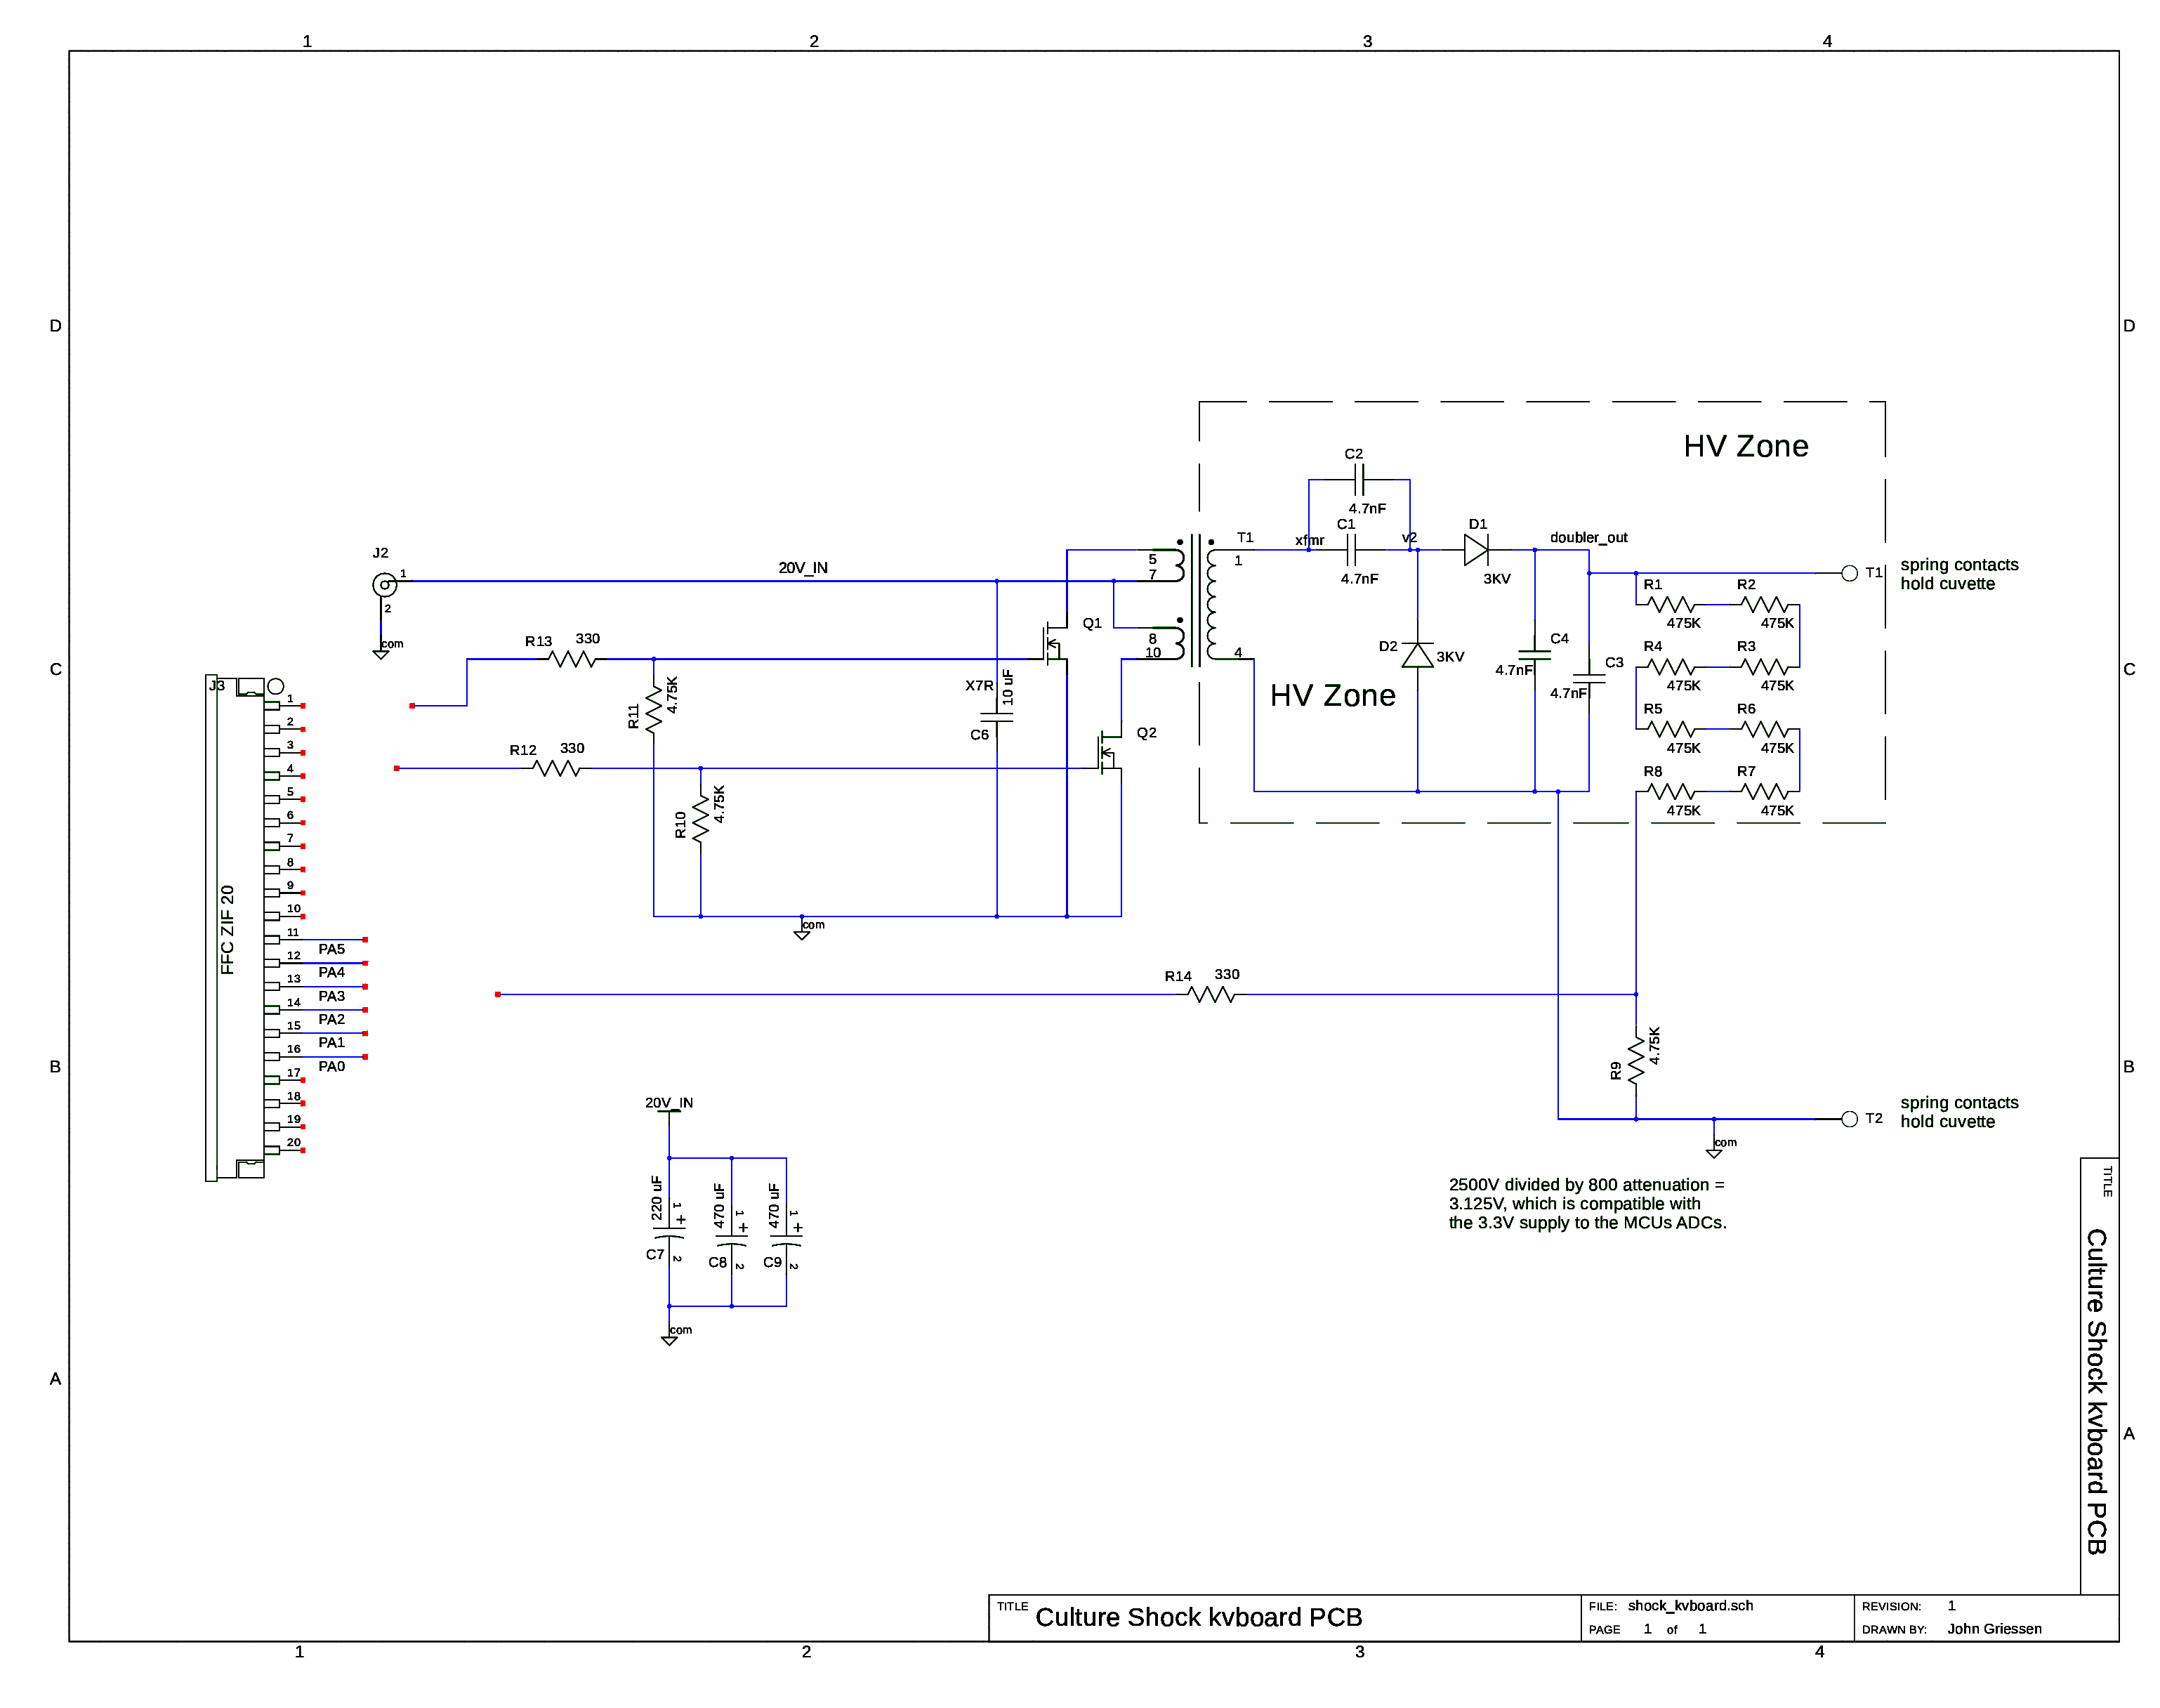 1
2
3
4
D
D
HV Zone
C2
4.7nF
C1
T1
xfmr
v2
D1
doubler_out
1
4.7nF
3KV
J2
1
2
com
20V_IN
5
7
8
10
4
T1
spring contacts
hold cuvette
R1
R2
475K
475K
R4
R3
475K
475K
R5
R6
475K
475K
R8
R7
475K
475K
Q1
R13
330
D2
3KV
C4
4.7nF
C3
4.7nF
HV Zone
C
C
X7R
10 uF
C6
R11
4.75K
Q2
R12
330
R10
4.75K
com
J3
FFC ZIF 20
1
2
3
4
5
6
7
8
9
10
11
PA5
12
PA4
13
PA3
14
PA2
15
PA1
16
PA0
17
18
19
20
R14
330
R9
4.75K
B
B
T2
spring contacts
hold cuvette
com
2500V divided by 800 attenuation =
3.125V, which is compatible with
the 3.3V supply to the MCUs ADCs.
20V_IN
220 uF
1
+
C7
2
470 uF
1
+
C8
2
470 uF
1
+
C9
2
com
A
A
TITLE
Culture Shock kvboard PCB
TITLE
Culture Shock kvboard PCB
FILE: shock_kvboard.sch
PAGE 1 of 1
REVISION: 1
DRAWN BY: John Griessen
1
2
3
4